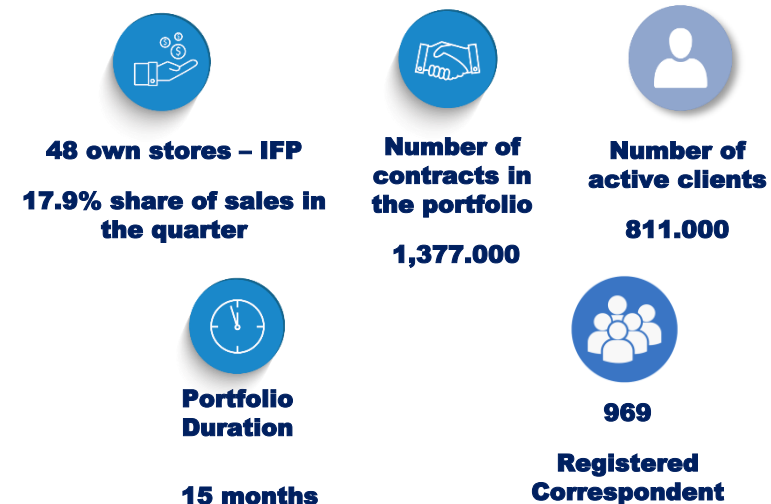 48 own stores – IFP
17.9% share of sales in
the quarter
Number of
contracts in
the portfolio
1,377.000
Number of
active clients
811.000
Portfolio
Duration
15 months
969
Registered
Correspondent